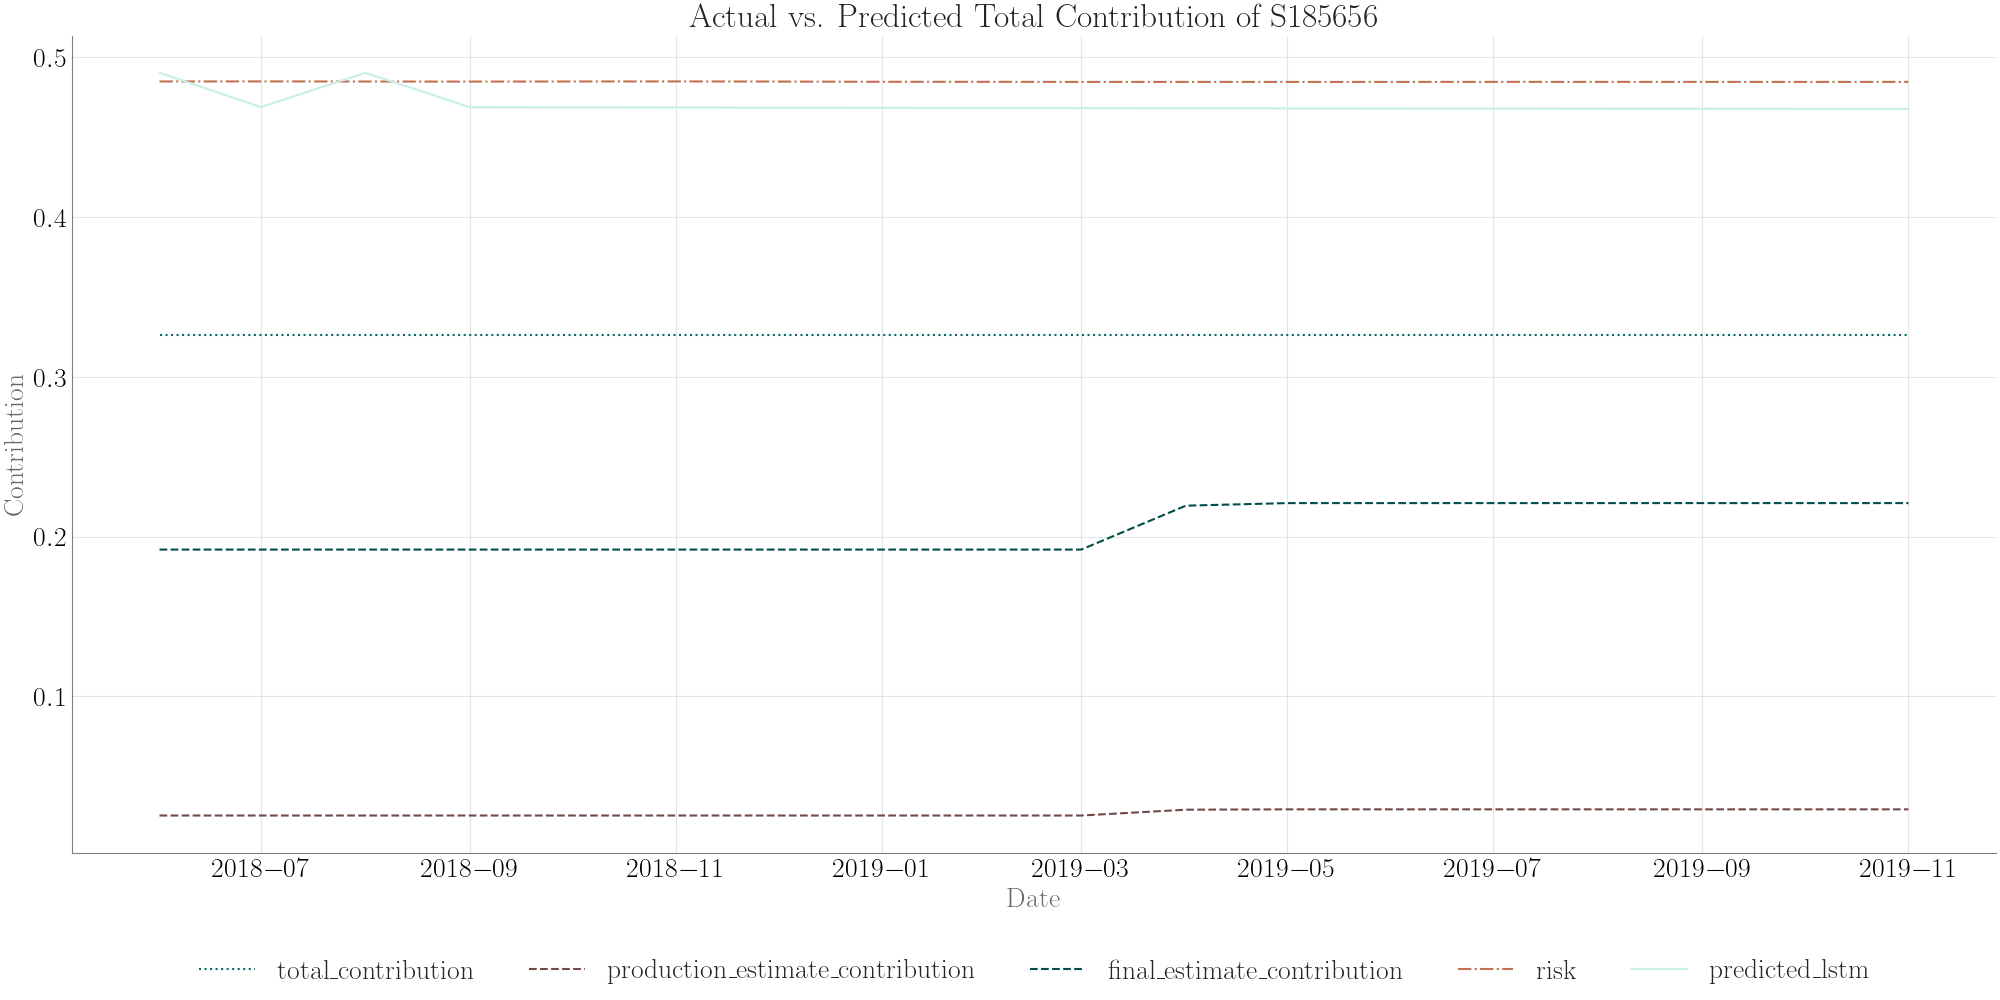 Actual vs. Predicted Total Contribution of S185656
0.5
0.4
0.3
0.2
0.1
Contribution
2018–07 2018–09 2018–11 2019–01 2019–03 2019–05 2019–07 2019–09 2019–11
Date
total_contribution production_estimate_contribution final_estimate_contribution risk predicted_lstm